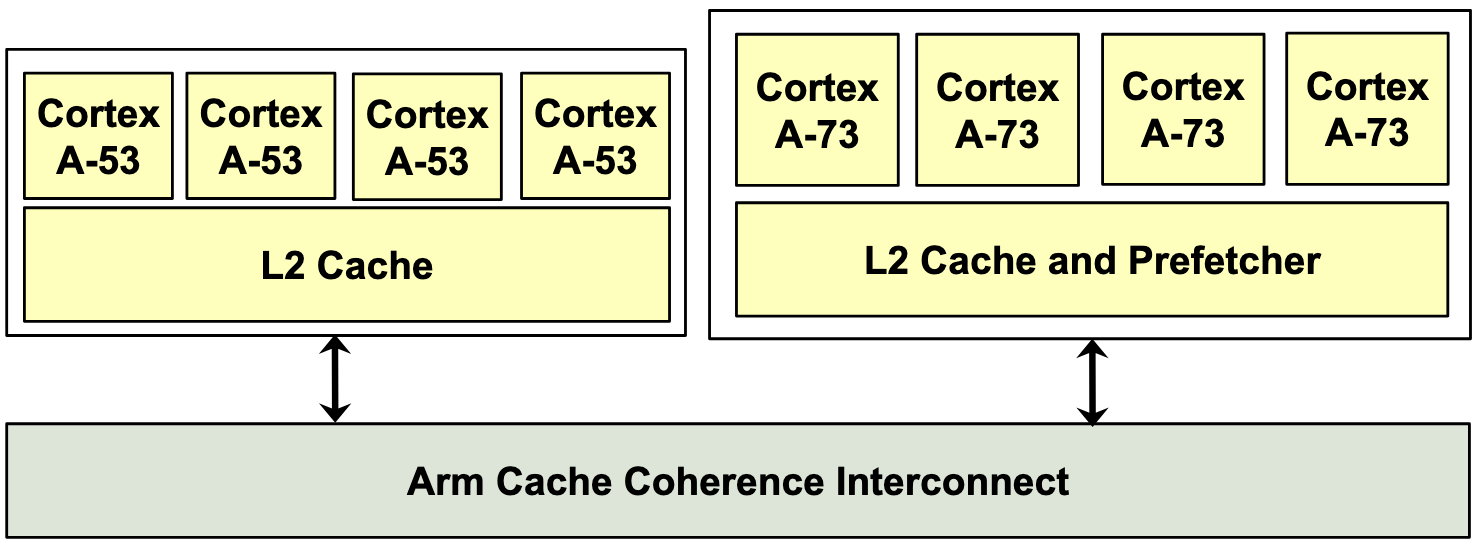 Cortex
A-53
Cortex
A-53
Cortex
A-53
Cortex
A-53
L2 Cache
Cortex
A-73
Cortex
A-73
Cortex
A-73
Cortex
A-73
L2 Cache and Prefetcher
Arm Cache Coherence Interconnect